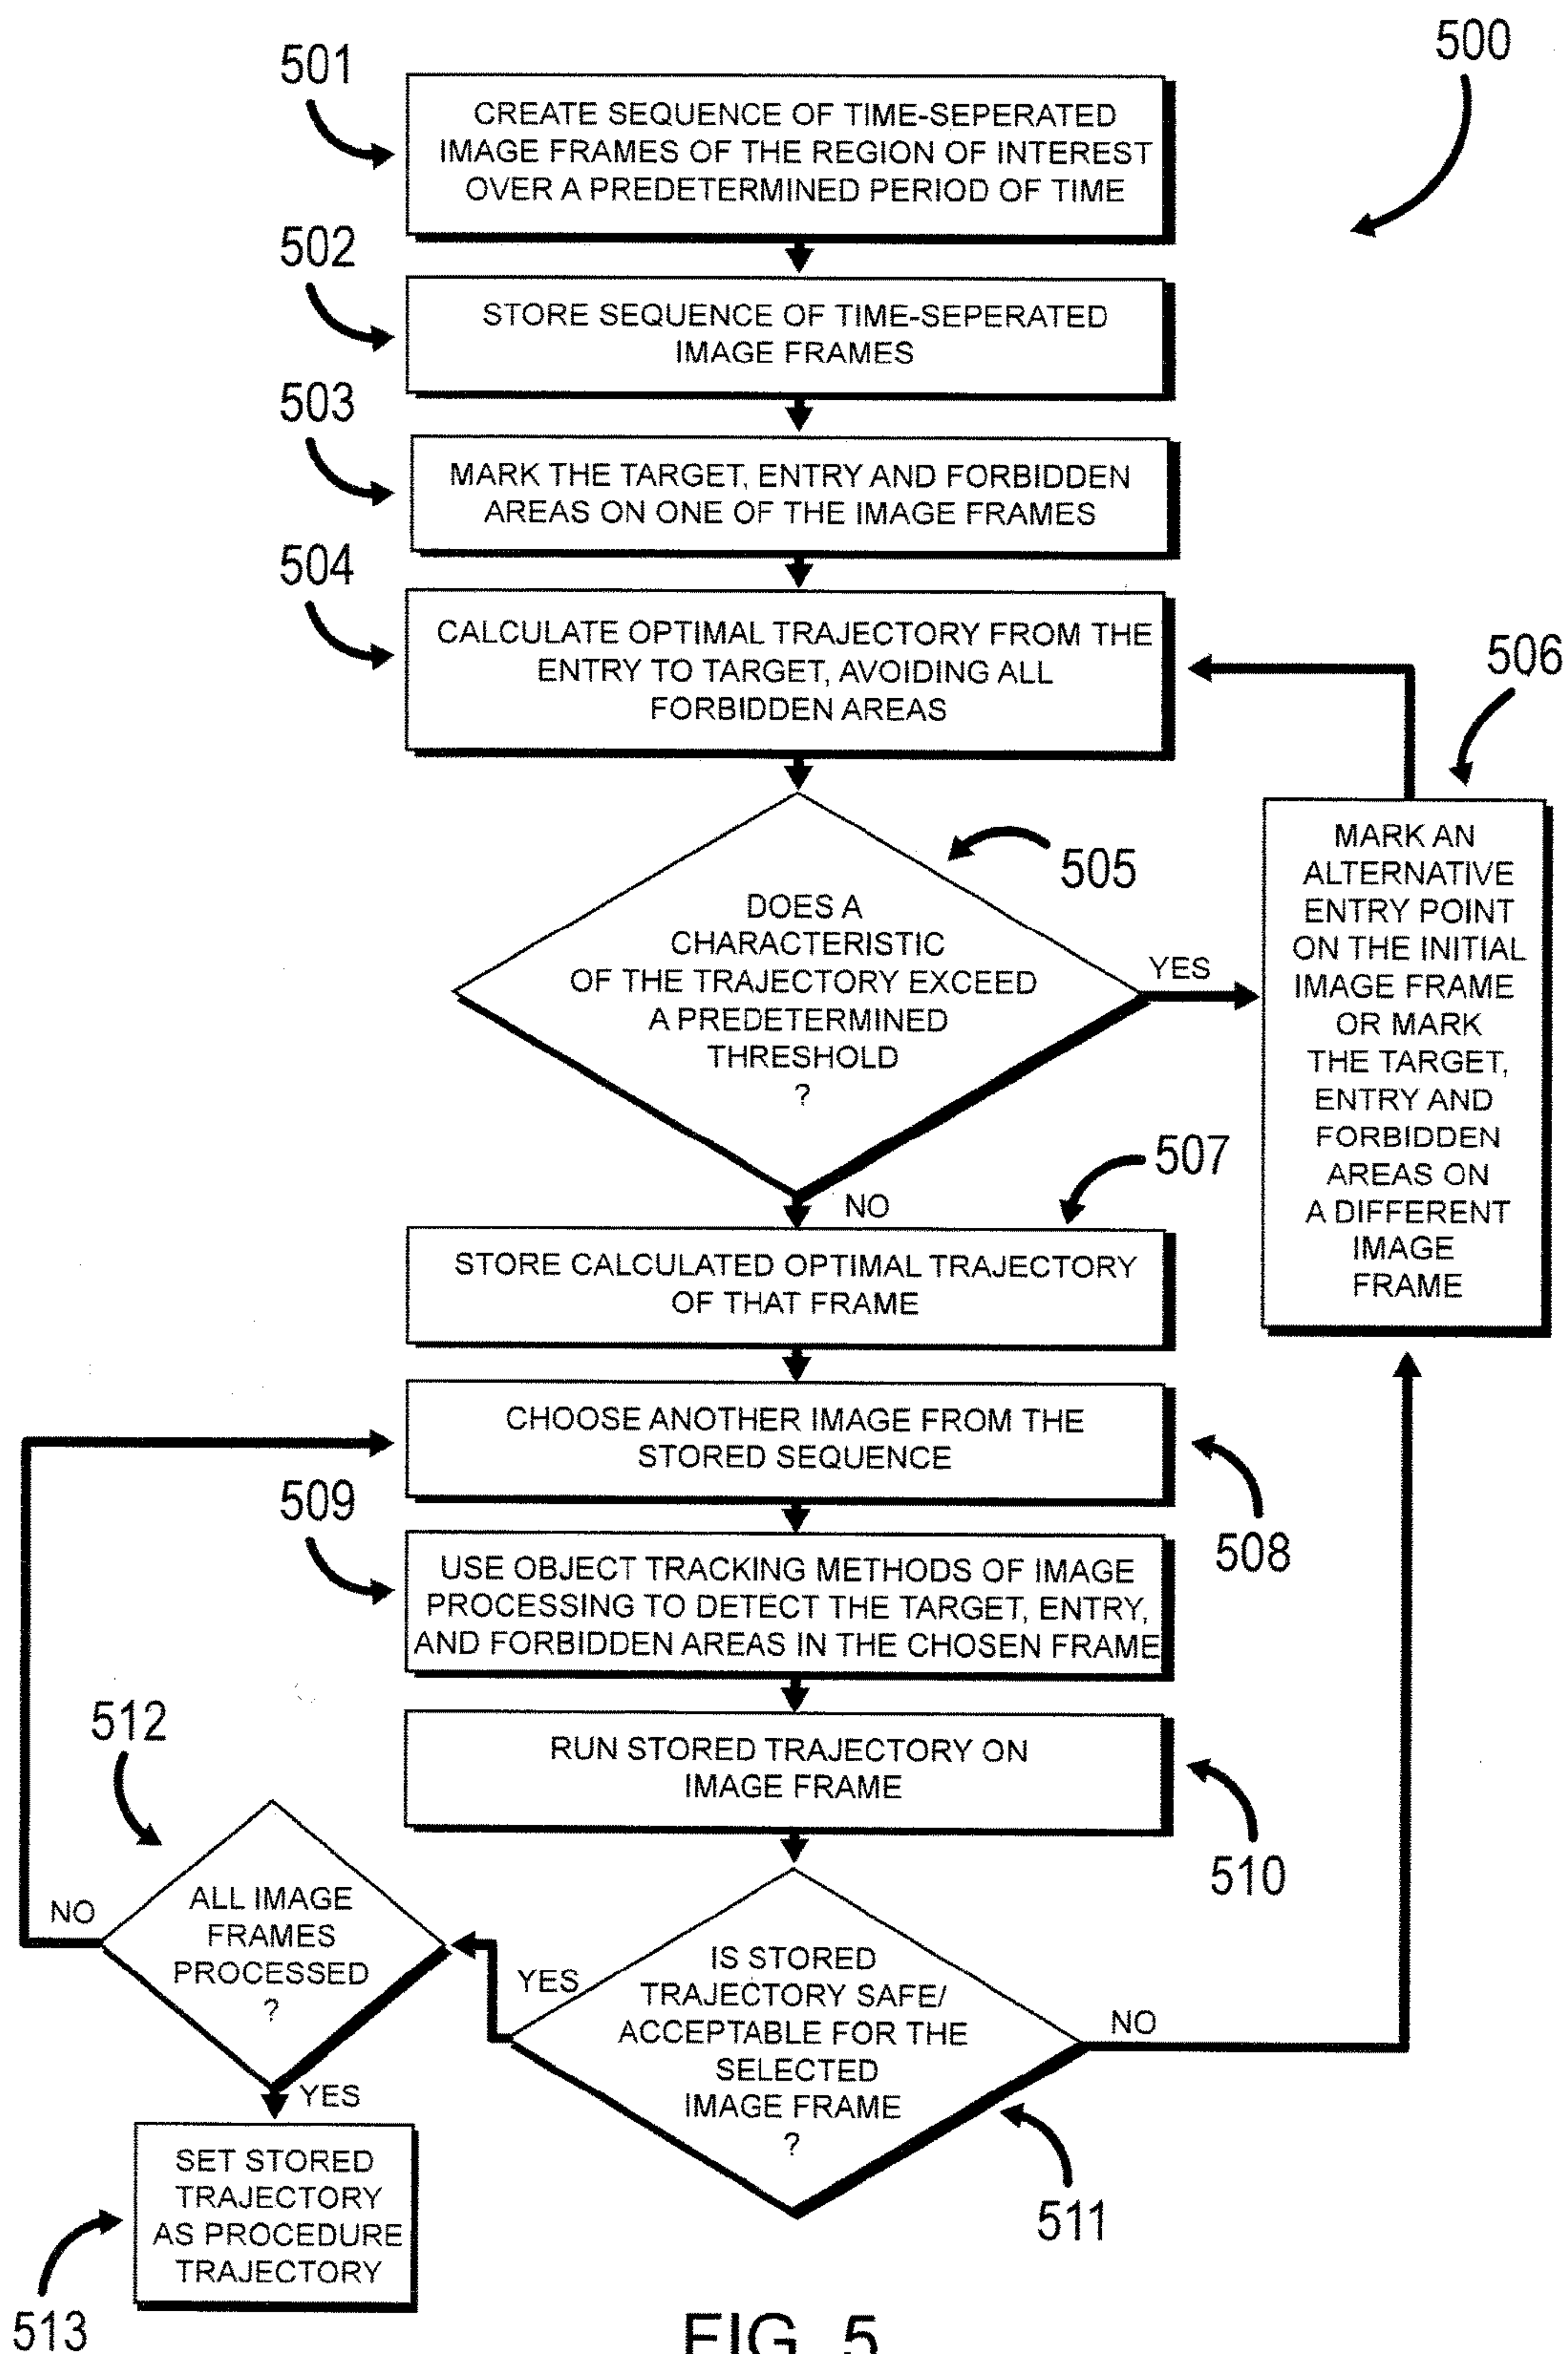 500
501
CREATE SEQUENCE OF TIME-SEPERATED
IMAGE FRAMES OF THE REGION OF INTEREST
OVER A PREDETERMINED PERIOD OF TIME
502
STORE SEQUENCE OF TIME-SEPERATED
IMAGE FRAMES
503
MARK THE TARGET, ENTRY AND FORBIDDEN
AREAS ON ONE OF THE IMAGE FRAMES
504
CALCULATE OPTIMAL TRAJECTORY FROM THE
ENTRY TO TARGET, AVOIDING ALL
FORBIDDEN AREAS
505
DOES A
CHARACTERISTIC
OF THE TRAJECTORY EXCEED
A PREDETERMINED
THRESHOLD
?
YES
NO
506
MARK AN
ALTERNATIVE
ENTRY POINT
ON THE INITIAL
IMAGE FRAME
OR MARK
THE TARGET,
ENTRY AND
FORBIDDEN
AREAS ON
A DIFFERENT
IMAGE
FRAME
507
STORE CALCULATED OPTIMAL TRAJECTORY
OF THAT FRAME
CHOOSE ANOTHER IMAGE FROM THE
STORED SEQUENCE
508
509
USE OBJECT TRACKING METHODS OF IMAGE
PROCESSING TO DETECT THE TARGET, ENTRY,
AND FORBIDDEN AREAS IN THE CHOSEN FRAME
RUN STORED TRAJECTORY ON
IMAGE FRAME
510
IS STORED
TRAJECTORY SAFE/
ACCEPTABLE FOR THE
SELECTED
IMAGE FRAME
?
YES
NO
511
512
ALL IMAGE
FRAMES
PROCESSED
?
NO
YES
SET STORED
TRAJECTORY
AS PROCEDURE
TRAJECTORY
513
FIG. 5